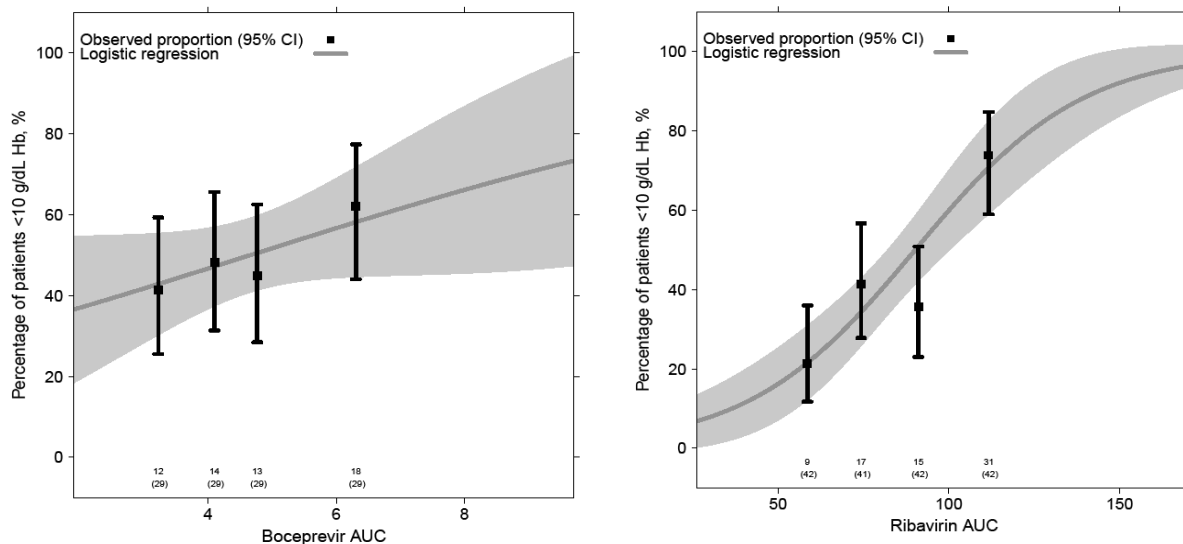 Observed proportion (95% CI)
Logistic regression
Percentage of patients <10 g/dL Hb, %
100
80
60
40
20
0
12 14 13 18
(29) (29) (29) (29)
4 6 8
Boceprevir AUC
Observed proportion (95% CI)
Logistic regression
Percentage of patients <10 g/dL Hb, %
100
80
60
40
20
0
9 17 15 31
(42) (41) (42) (42)
50 100 150
Ribavirin AUC